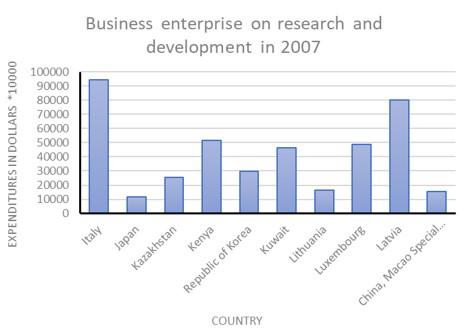 Business enterprise on research and
development in 2007
EXPENDITURES IN DOLLARS *10000
100000
90000
80000
70000
60000
50000
40000
30000
20000
10000
0
Italy
Japan
Kazakhstan
Kenya
Republic of Korea
Kuwait
Lithuania
Luxembourg
Latvia
China, Macao Special...
COUNTRY